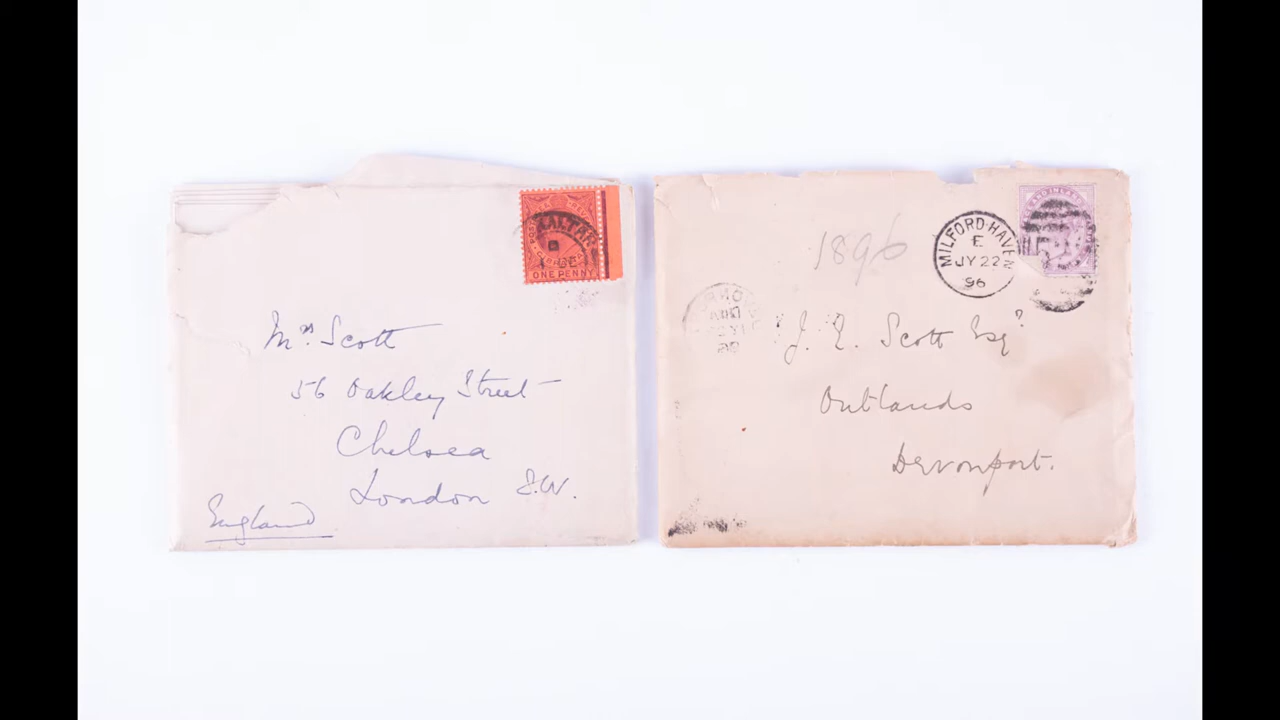 ONE PENNY
Mrs. Scott
56 Oakley Street
Chelsea
London S.W.
England
1896
MILFORD-HAVEN
E
JY 22
96
J. E. Scott Esqr
Outlands
Devonport.